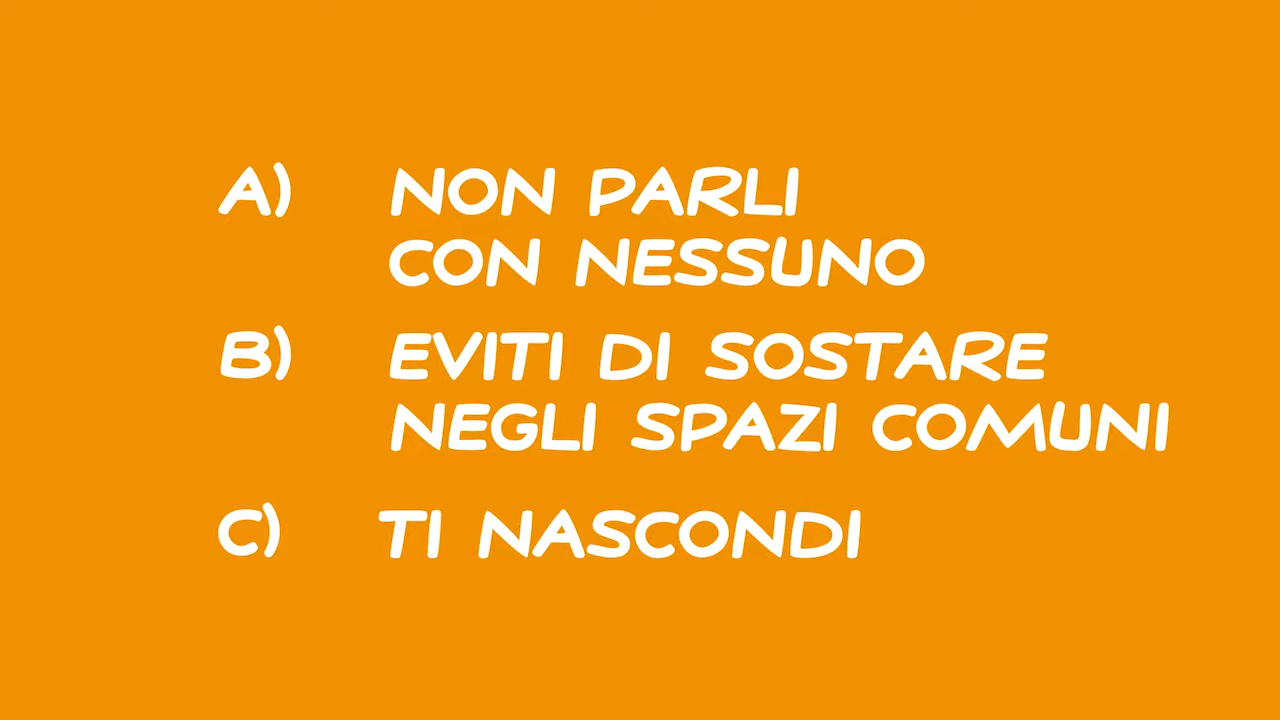 A) NON PARLI
CON NESSUNO
B) EVITI DI SOSTARE
NEGLI SPAZI COMUNI
C) TI NASCONDI